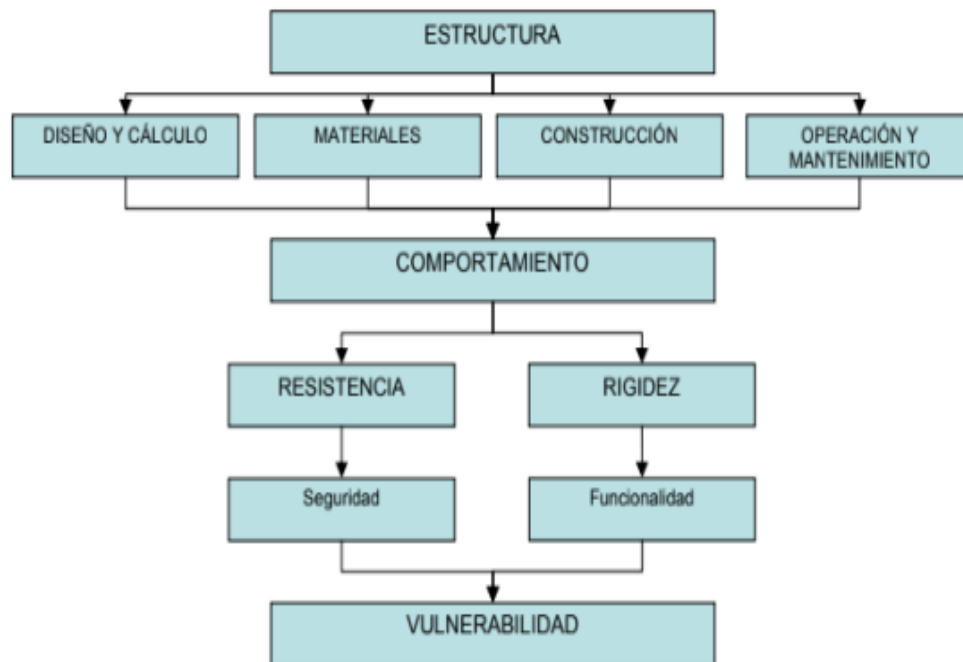 ESTRUCTURA
DISEÑO Y CÁLCULO
MATERIALES
CONSTRUCCIÓN
OPERACIÓN Y
MANTENIMIENTO
COMPORTAMIENTO
RESISTENCIA
RIGIDEZ
Seguridad
Funcionalidad
VULNERABILIDAD